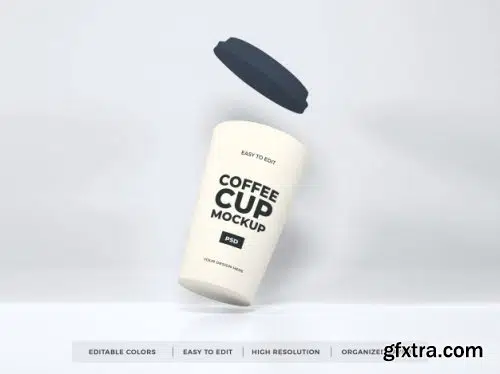 EASY TO EDIT
COFFEE
CUP
MOCKUP
PSD
YOUR DESIGN HERE
EDITABLE COLORS
EASY TO EDIT
HIGH RESOLUTION
ORGANIZED
gfxtra.com